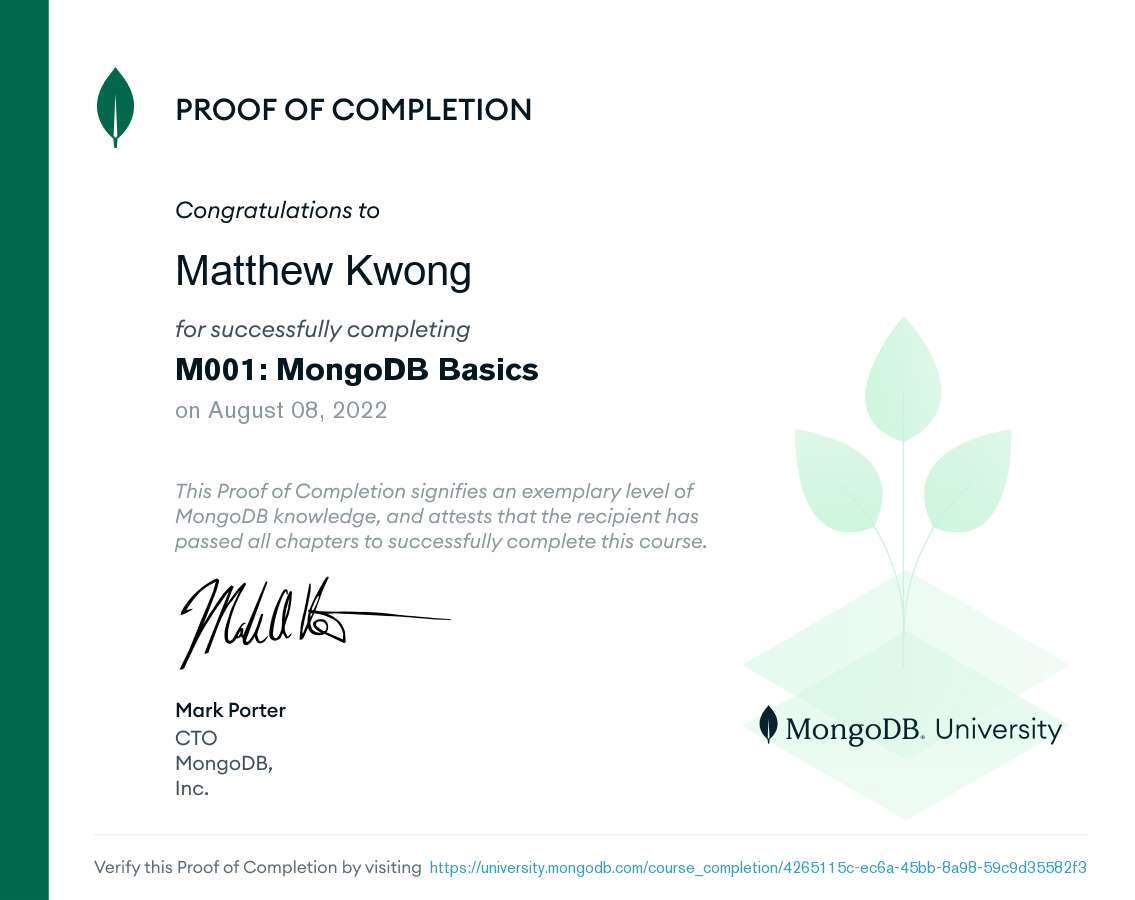 PROOF OF COMPLETION
Congratulations to
Matthew Kwong
for successfully completing
M001: MongoDB Basics
on August 08, 2022
This Proof of Completion signifies an exemplary level of
MongoDB knowledge, and attests that the recipient has
passed all chapters to successfully complete this course.
Mark Porter
CTO
MongoDB,
Inc.
MongoDB. University
Verify this Proof of Completion by visiting https://university.mongodb.com/course_completion/4265115c-ec6a-45bb-8a98-59c9d35582f3